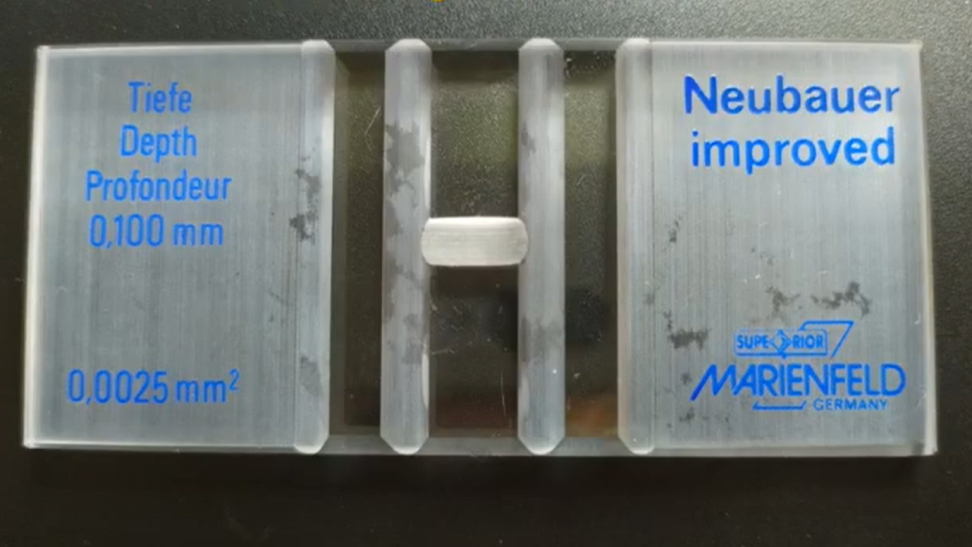 Tiefe
Depth
Profondeur
0,100 mm
0,0025 mm²
Neubauer
improved
SUPERIOR
MARIENFELD
GERMANY